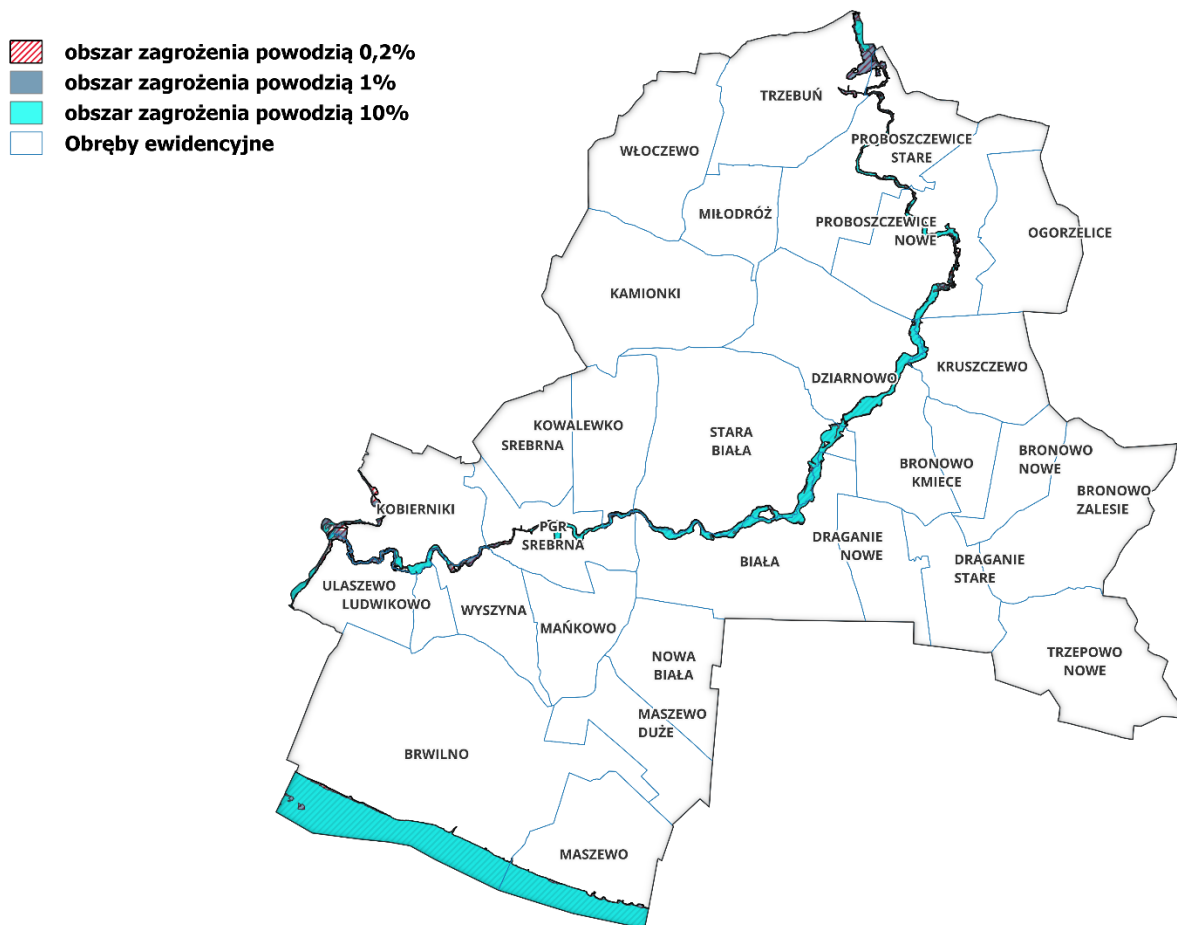 obszar zagrożenia powodzią 0,2%
obszar zagrożenia powodzią 1%
obszar zagrożenia powodzią 10%
Obręby ewidencyjne
TRZEBUŃ
PROBOSZCZEWICE
STARE
WŁOCZEWO
MIŁODRÓŻ
PROBOSZCZEWICE
NOWE
OGORZELICE
KAMIONKI
DZIARNOWO
KRUSZCZEWO
KOWALEWKO
SREBRNA
STARA
BIAŁA
BRONOWO
KMIECE
BRONOWO
NOWE
BRONOWO
ZALESIE
KOBIERNIKI
PGR
SREBRNA
BIAŁA
DRAGANIE
NOWE
DRAGANIE
STARE
ULASZEWO
LUDWIKOWO
WYSZYNA
MAŃKOWO
NOWA
BIAŁA
TRZEPOWO
NOWE
MASZEWO
DUŻE
BRWILNO
MASZEWO